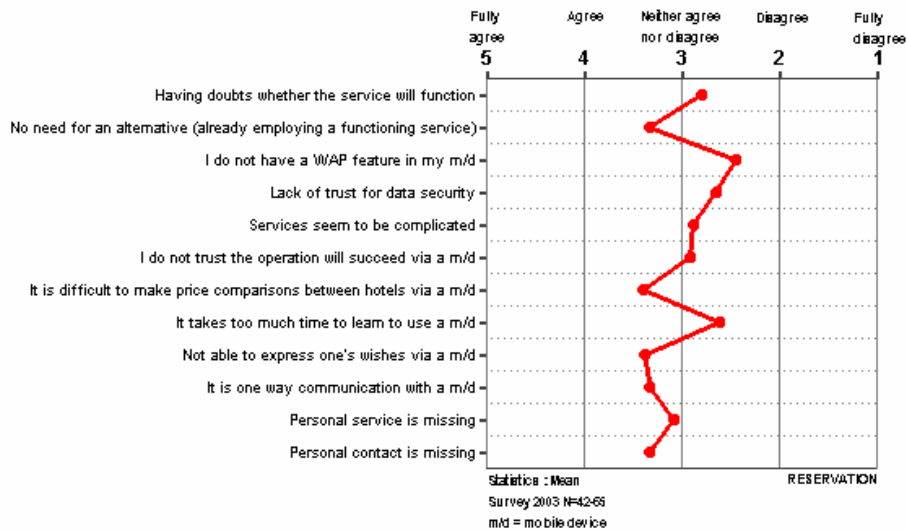 Fully agree Agree Neither agree nor disagree Disagree Fully disagree
5 4 3 2 1
Having doubts whether the service will function
No need for an alternative (already employing a functioning service)
I do not have a WAP feature in my m/d
Lack of trust for data security
Services seem to be complicated
I do not trust the operation will succeed via a m/d
It is difficult to make price comparisons between hotels via a m/d
It takes too much time to learn to use a m/d
Not able to express one's wishes via a m/d
It is one way communication with a m/d
Personal service is missing
Personal contact is missing
Statistics : Mean RESERVATION
Survey 2003 N=42-65
m/d = mobile device